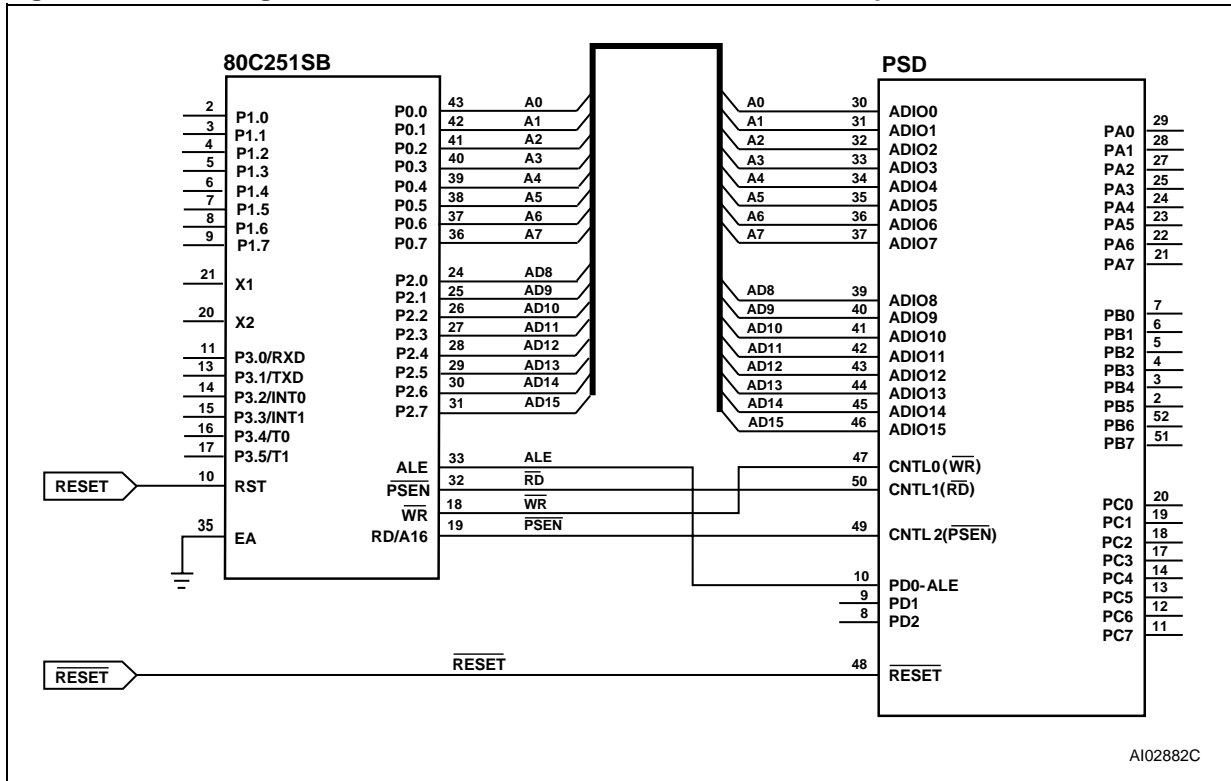 80C251SB
PSD
2 P1.0
3 P1.1
4 P1.2
5 P1.3
6 P1.4
7 P1.5
8 P1.6
9 P1.7
21 X1
20 X2
11 P3.0/RXD
13 P3.1/TXD
14 P3.2/INT0
15 P3.3/INT1
16 P3.4/T0
17 P3.5/T1
RESET 10 RST
35 EA
P0.0 43 A0
P0.1 42 A1
P0.2 41 A2
P0.3 40 A3
P0.4 39 A4
P0.5 38 A5
P0.6 37 A6
P0.7 36 A7
P2.0 24 AD8
P2.1 25 AD9
P2.2 26 AD10
P2.3 27 AD11
P2.4 28 AD12
P2.5 29 AD13
P2.6 30 AD14
P2.7 31 AD15
ALE 33 ALE
PSEN 32 RD
WR 18 WR
RD/A16 19 PSEN
A0 30 ADIO0
A1 31 ADIO1
A2 32 ADIO2
A3 33 ADIO3
A4 34 ADIO4
A5 35 ADIO5
A6 36 ADIO6
A7 37 ADIO7
AD8 39 ADIO8
AD9 40 ADIO9
AD10 41 ADIO10
AD11 42 ADIO11
AD12 43 ADIO12
AD13 44 ADIO13
AD14 45 ADIO14
AD15 46 ADIO15
47 CNTL0(WR)
50 CNTL1(RD)
49 CNTL 2(PSEN)
10 PD0-ALE
9 PD1
8 PD2
RESET RESET 48 RESET
PA0 29
PA1 28
PA2 27
PA3 25
PA4 24
PA5 23
PA6 22
PA7 21
PB0 7
PB1 6
PB2 5
PB3 4
PB4 3
PB5 2
PB6 52
PB7 51
PC0 20
PC1 19
PC2 18
PC3 17
PC4 14
PC5 13
PC6 12
PC7 11
AI02882C